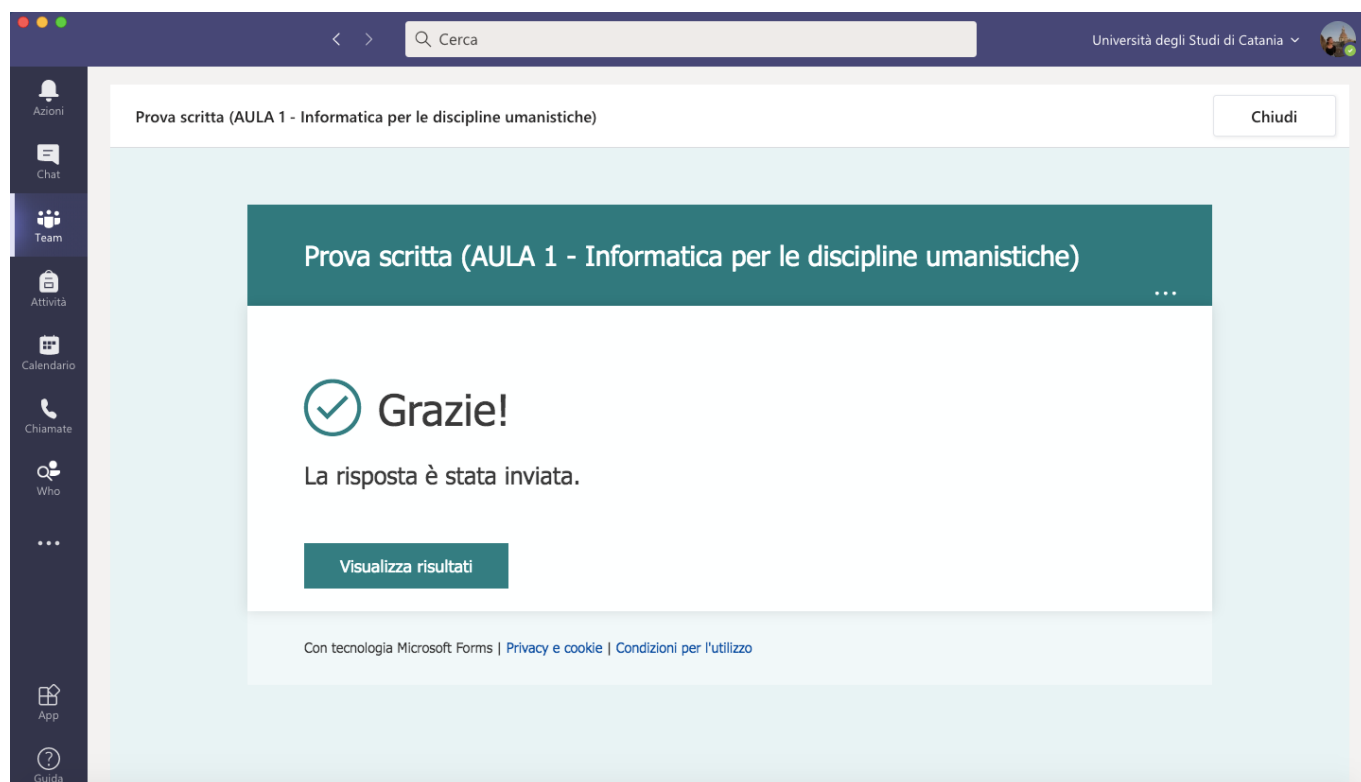 Cerca
Università degli Studi di Catania
Azioni
Chat
Team
Attività
Calendario
Chiamate
Who
App
Guida
Prova scritta (AULA 1 - Informatica per le discipline umanistiche)
Chiudi
Prova scritta (AULA 1 - Informatica per le discipline umanistiche)
Grazie!
La risposta è stata inviata.
Visualizza risultati
Con tecnologia Microsoft Forms | Privacy e cookie | Condizioni per l'utilizzo